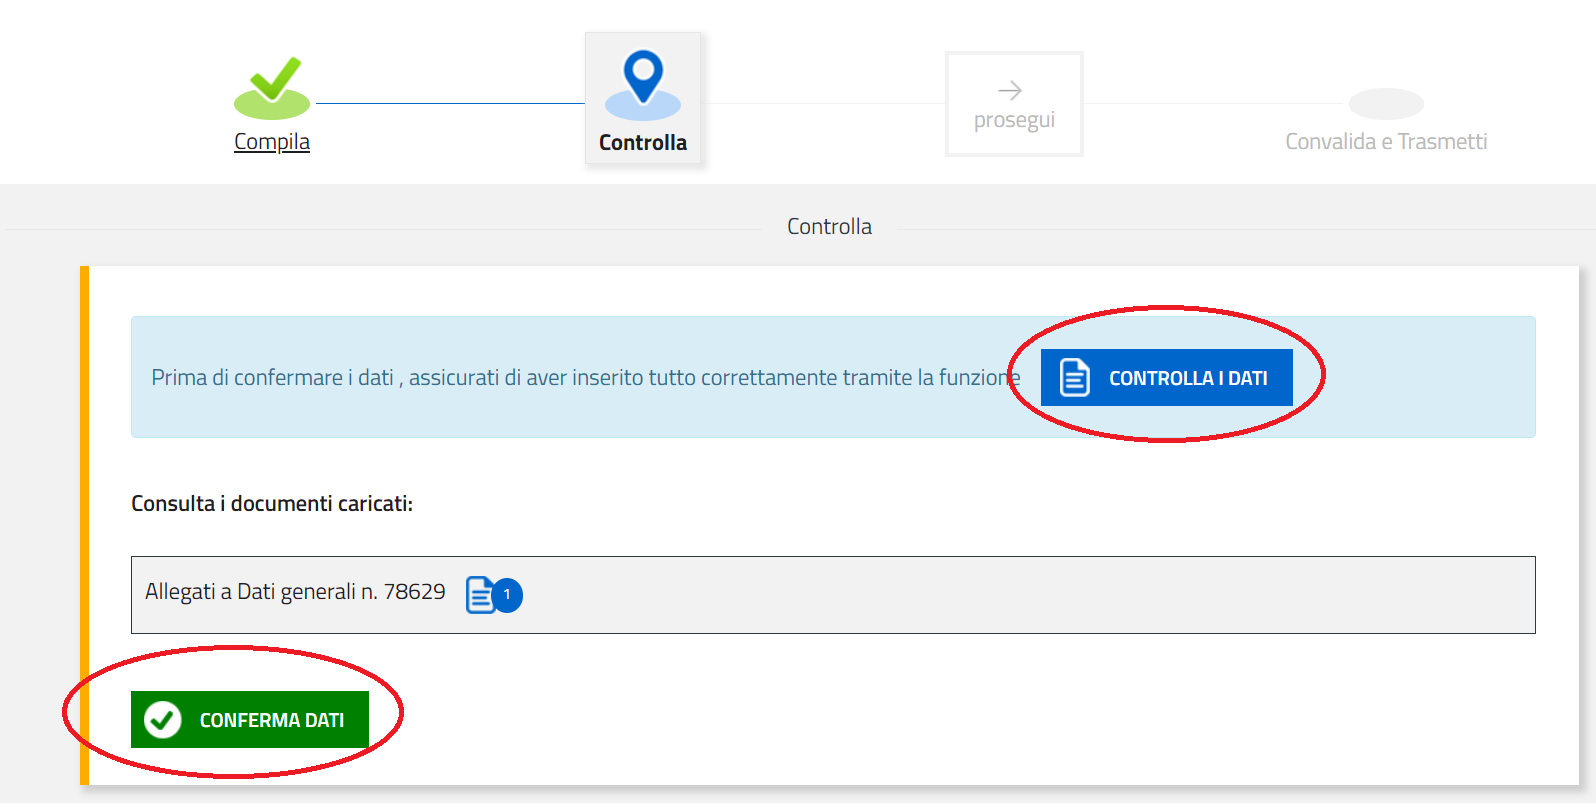 Compila
Controlla
prosegui
Convalida e Trasmetti
Controlla
Prima di confermare i dati , assicurati di aver inserito tutto correttamente tramite la funzione CONTROLLA I DATI
Consulta i documenti caricati:
Allegati a Dati generali n. 78629 1
CONFERMA DATI